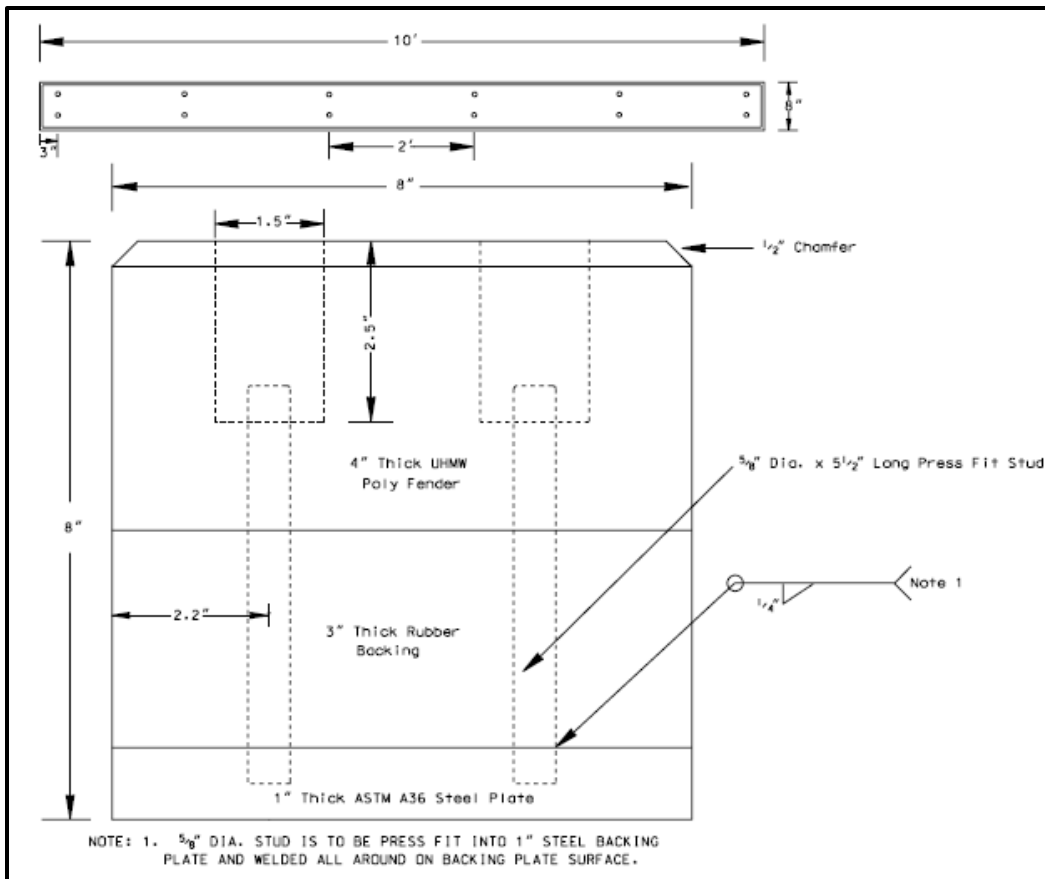 10'
8"
3"
2'
8"
1.5"
1/2" Chamfer
2.5"
4" Thick UHMW
Poly Fender
5/8" Dia. x 5 1/2" Long Press Fit Stud
8"
Note 1
1/4"
2.2"
3" Thick Rubber
Backing
1" Thick ASTM A36 Steel Plate
NOTE: 1. 5/8" DIA. STUD IS TO BE PRESS FIT INTO 1" STEEL BACKING
PLATE AND WELDED ALL AROUND ON BACKING PLATE SURFACE.